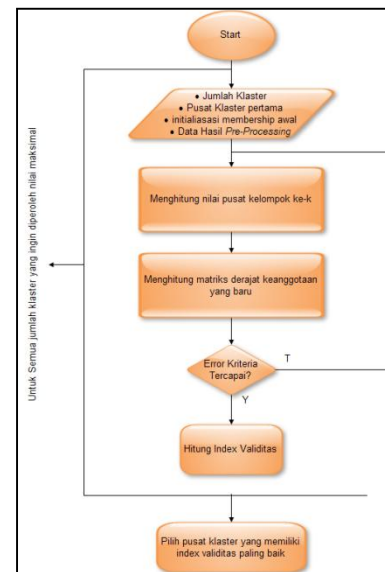 Start
• Jumlah Klaster
• Pusat Klaster pertama
• initialiasasi membership awal
• Data Hasil Pre-Processing
Menghitung nilai pusat kelompok ke-k
Menghitung matriks derajat keanggotaan
yang baru
Error Kriteria
Tercapai?
T
Y
Hitung Index Validitas
Pilih pusat klaster yang memiliki
index validitas paling baik
Untuk Semua jumlah klaster yang ingin diperoleh nilai maksimal